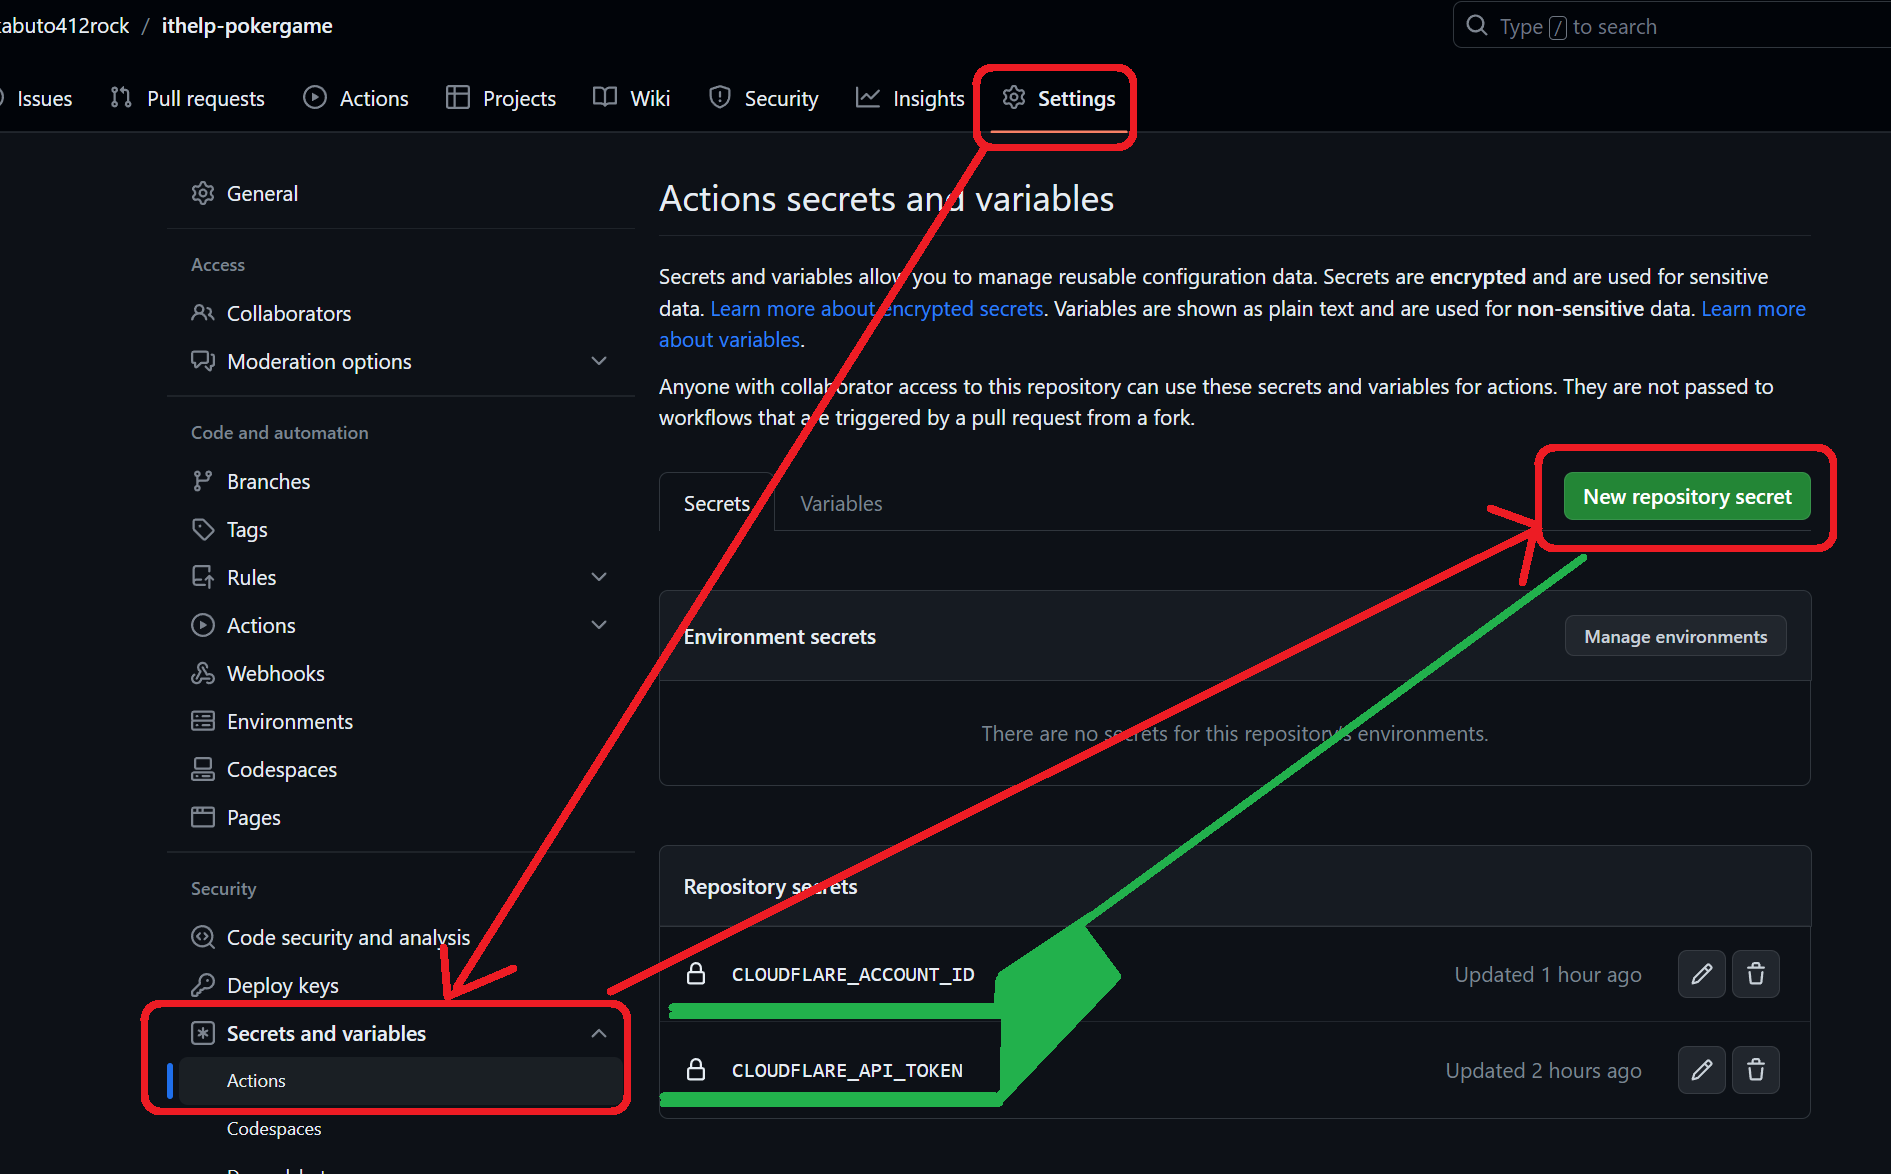 kabuto412rock / ithelp-pokergame
Type / to search
Issues
Pull requests
Actions
Projects
Wiki
Security
Insights
Settings
General
Access
Collaborators
Moderation options
Code and automation
Branches
Tags
Rules
Actions
Webhooks
Environments
Codespaces
Pages
Security
Code security and analysis
Deploy keys
Secrets and variables
Actions
Codespaces
Actions secrets and variables
Secrets and variables allow you to manage reusable configuration data. Secrets are encrypted and are used for sensitive
data. Learn more about encrypted secrets. Variables are shown as plain text and are used for non-sensitive data. Learn more
about variables.
Anyone with collaborator access to this repository can use these secrets and variables for actions. They are not passed to
workflows that are triggered by a pull request from a fork.
Secrets
Variables
New repository secret
Environment secrets
Manage environments
There are no secrets for this repository's environments.
Repository secrets
CLOUDFLARE_ACCOUNT_ID
Updated 1 hour ago
CLOUDFLARE_API_TOKEN
Updated 2 hours ago